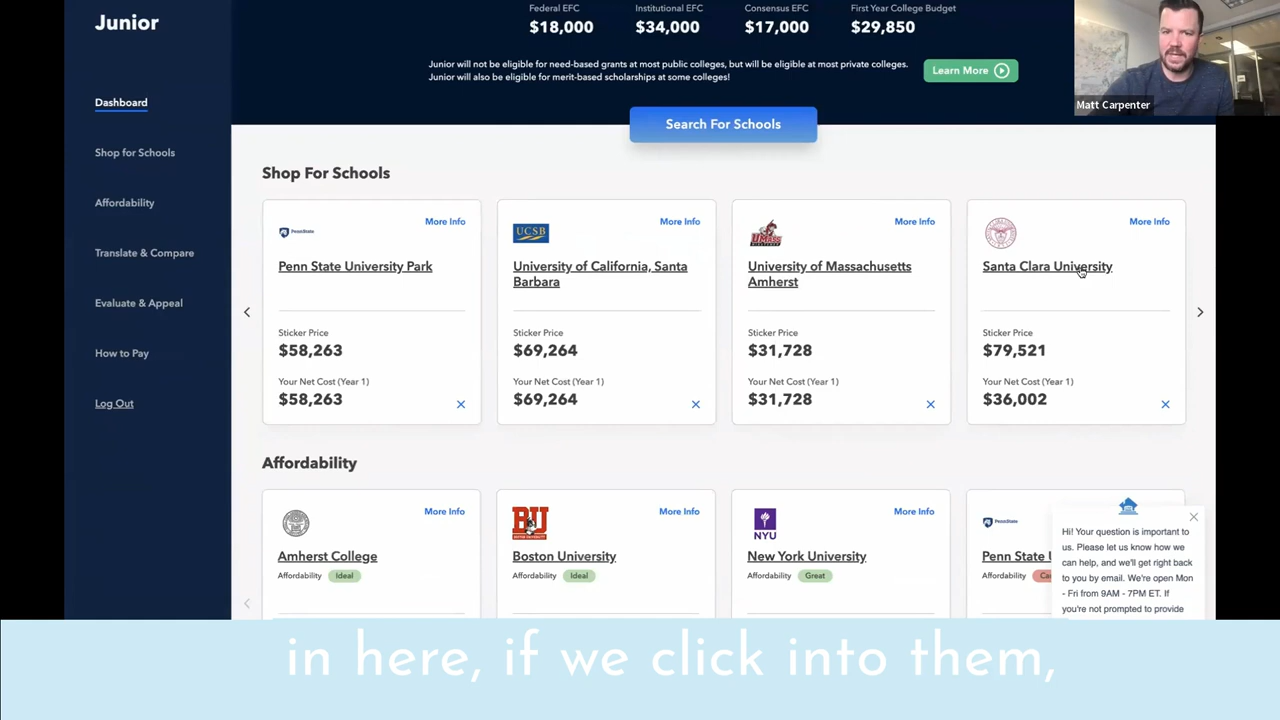 Junior
Dashboard
Shop for Schools
Affordability
Translate & Compare
Evaluate & Appeal
How to Pay
Log Out
Federal EFC
$18,000
Institutional EFC
$34,000
Consensus EFC
$17,000
First Year College Budget
$29,850
Junior will not be eligible for need-based grants at most public colleges, but will be eligible at most private colleges.
Junior will also be eligible for merit-based scholarships at some colleges!
Learn More
Matt Carpenter
Search For Schools
Shop For Schools
PennState
More Info
Penn State University Park
Sticker Price
$58,263
Your Net Cost (Year 1)
$58,263
UCSB
More Info
University of California, Santa
Barbara
Sticker Price
$69,264
Your Net Cost (Year 1)
$69,264
UMASS
More Info
University of Massachusetts
Amherst
Sticker Price
$31,728
Your Net Cost (Year 1)
$31,728
More Info
Santa Clara University
Sticker Price
$79,521
Your Net Cost (Year 1)
$36,002
Affordability
More Info
Amherst College
Affordability Ideal
BU
More Info
Boston University
Affordability Ideal
NYU
More Info
New York University
Affordability Great
PennState
Penn State
Affordability
Hi! Your question is important to
us. Please let us know how we
can help, and we'll get right back
to you by email. We're open Mon
- Fri from 9AM - 7PM ET. If
you're not prompted to provide
in here, if we click into them,